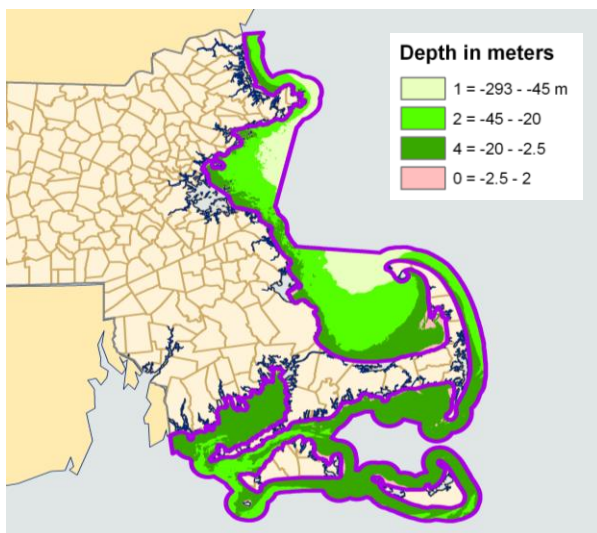 Depth in meters
1 = -293 - -45 m
2 = -45 - -20
4 = -20 - -2.5
0 = -2.5 - 2